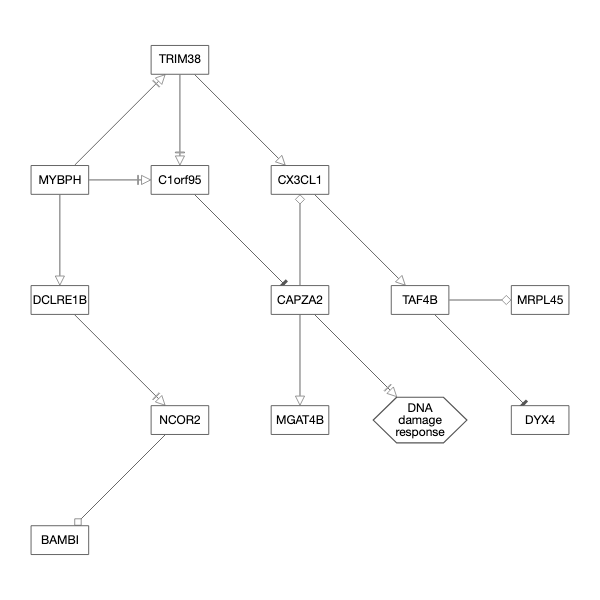 TRIM38
MYBPH
C1orf95
CX3CL1
DCLRE1B
CAPZA2
TAF4B
MRPL45
NCOR2
MGAT4B
DNA
damage
response
DYX4
BAMBI